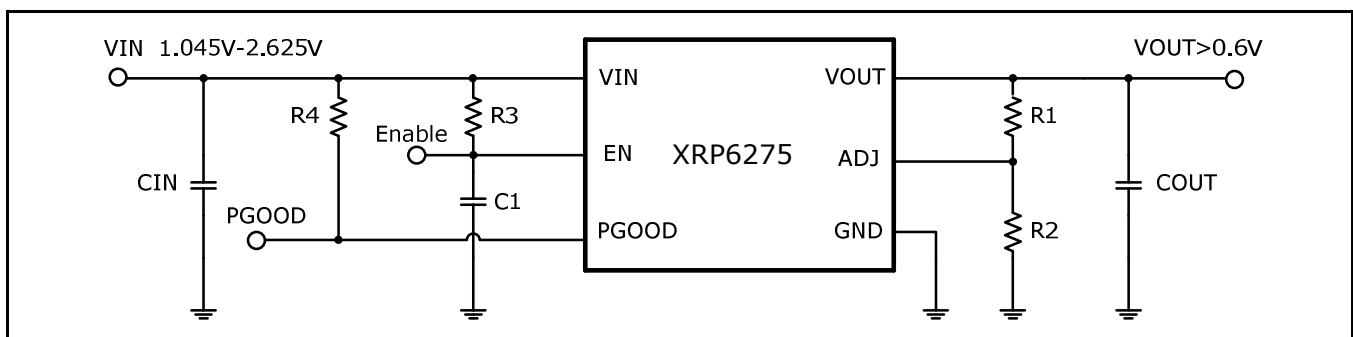 VIN 1.045V-2.625V
VOUT>0.6V
VIN
VOUT
R4
R3
R1
Enable
EN
XRP6275
ADJ
CIN
C1
COUT
PGOOD
PGOOD
GND
R2